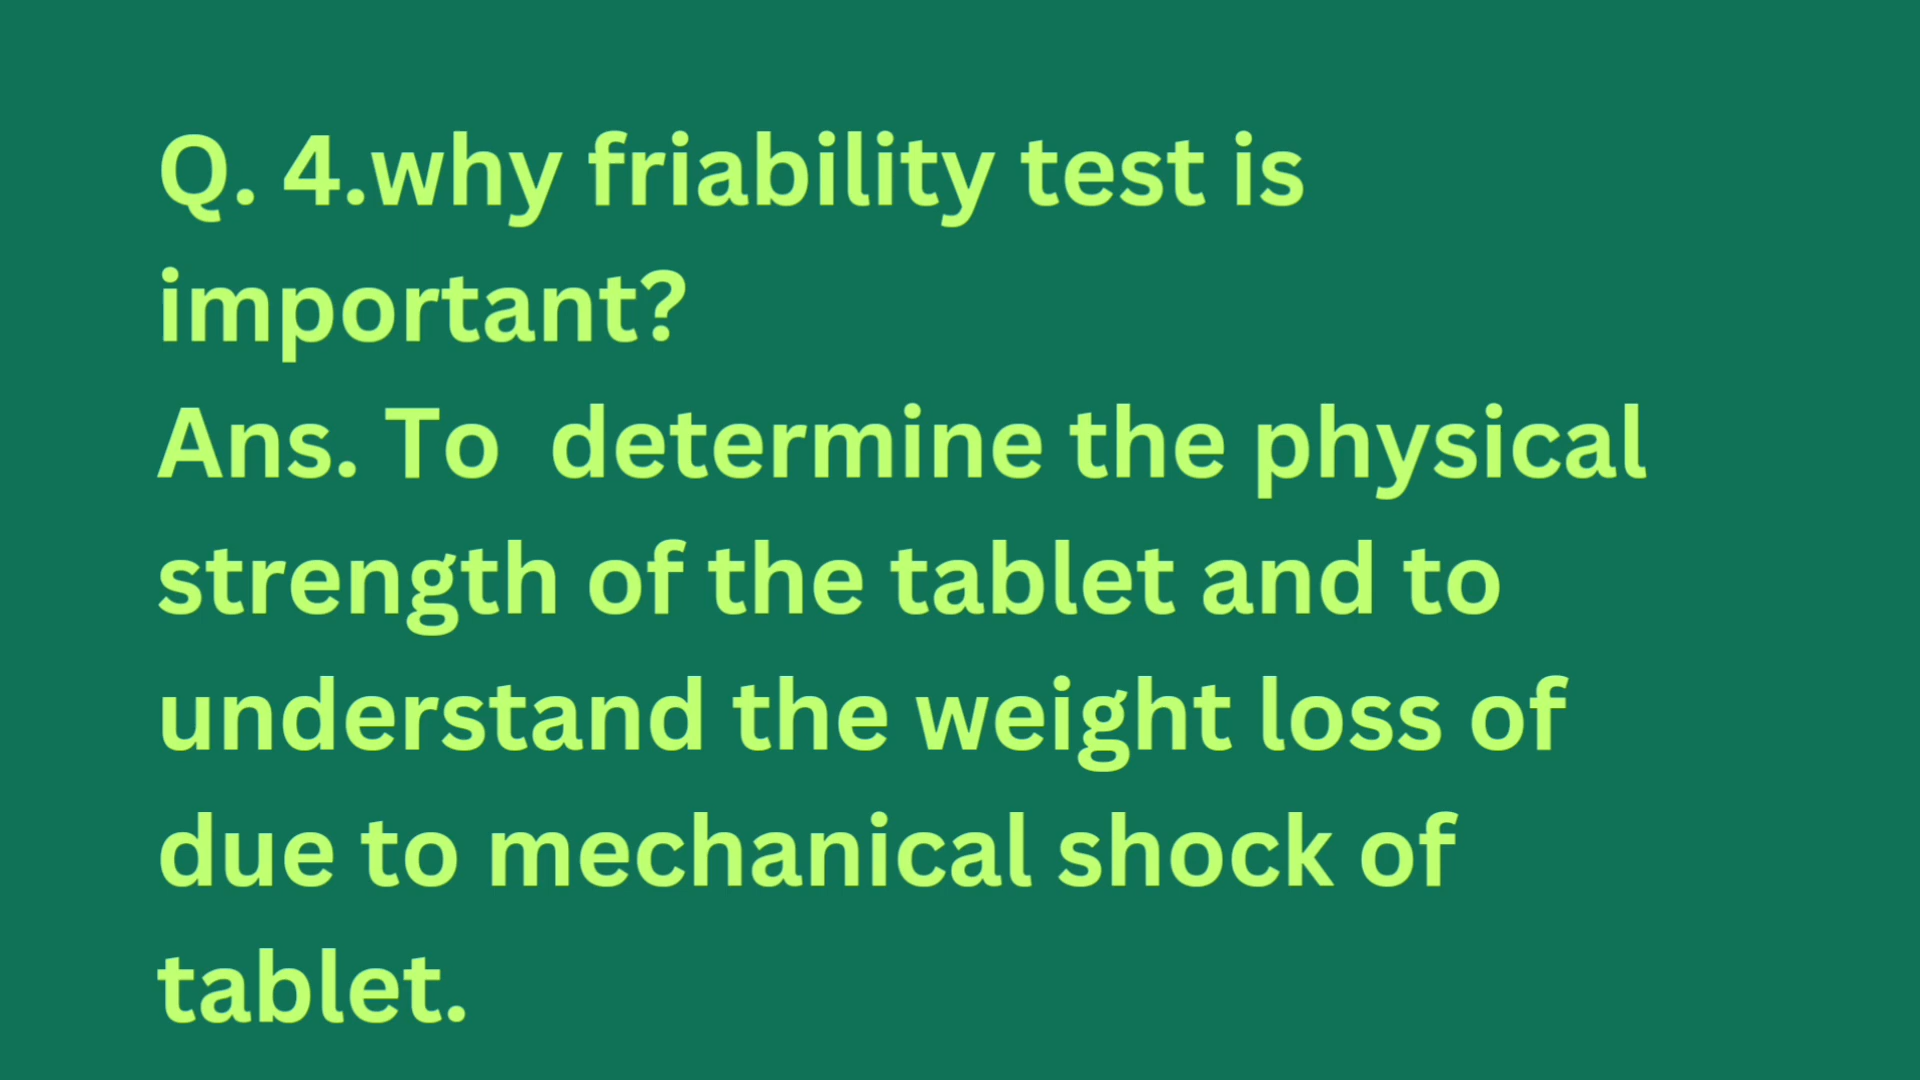 Q. 4.why friability test is
important?
Ans. To  determine the physical
strength of the tablet and to
understand the weight loss of
due to mechanical shock of
tablet.